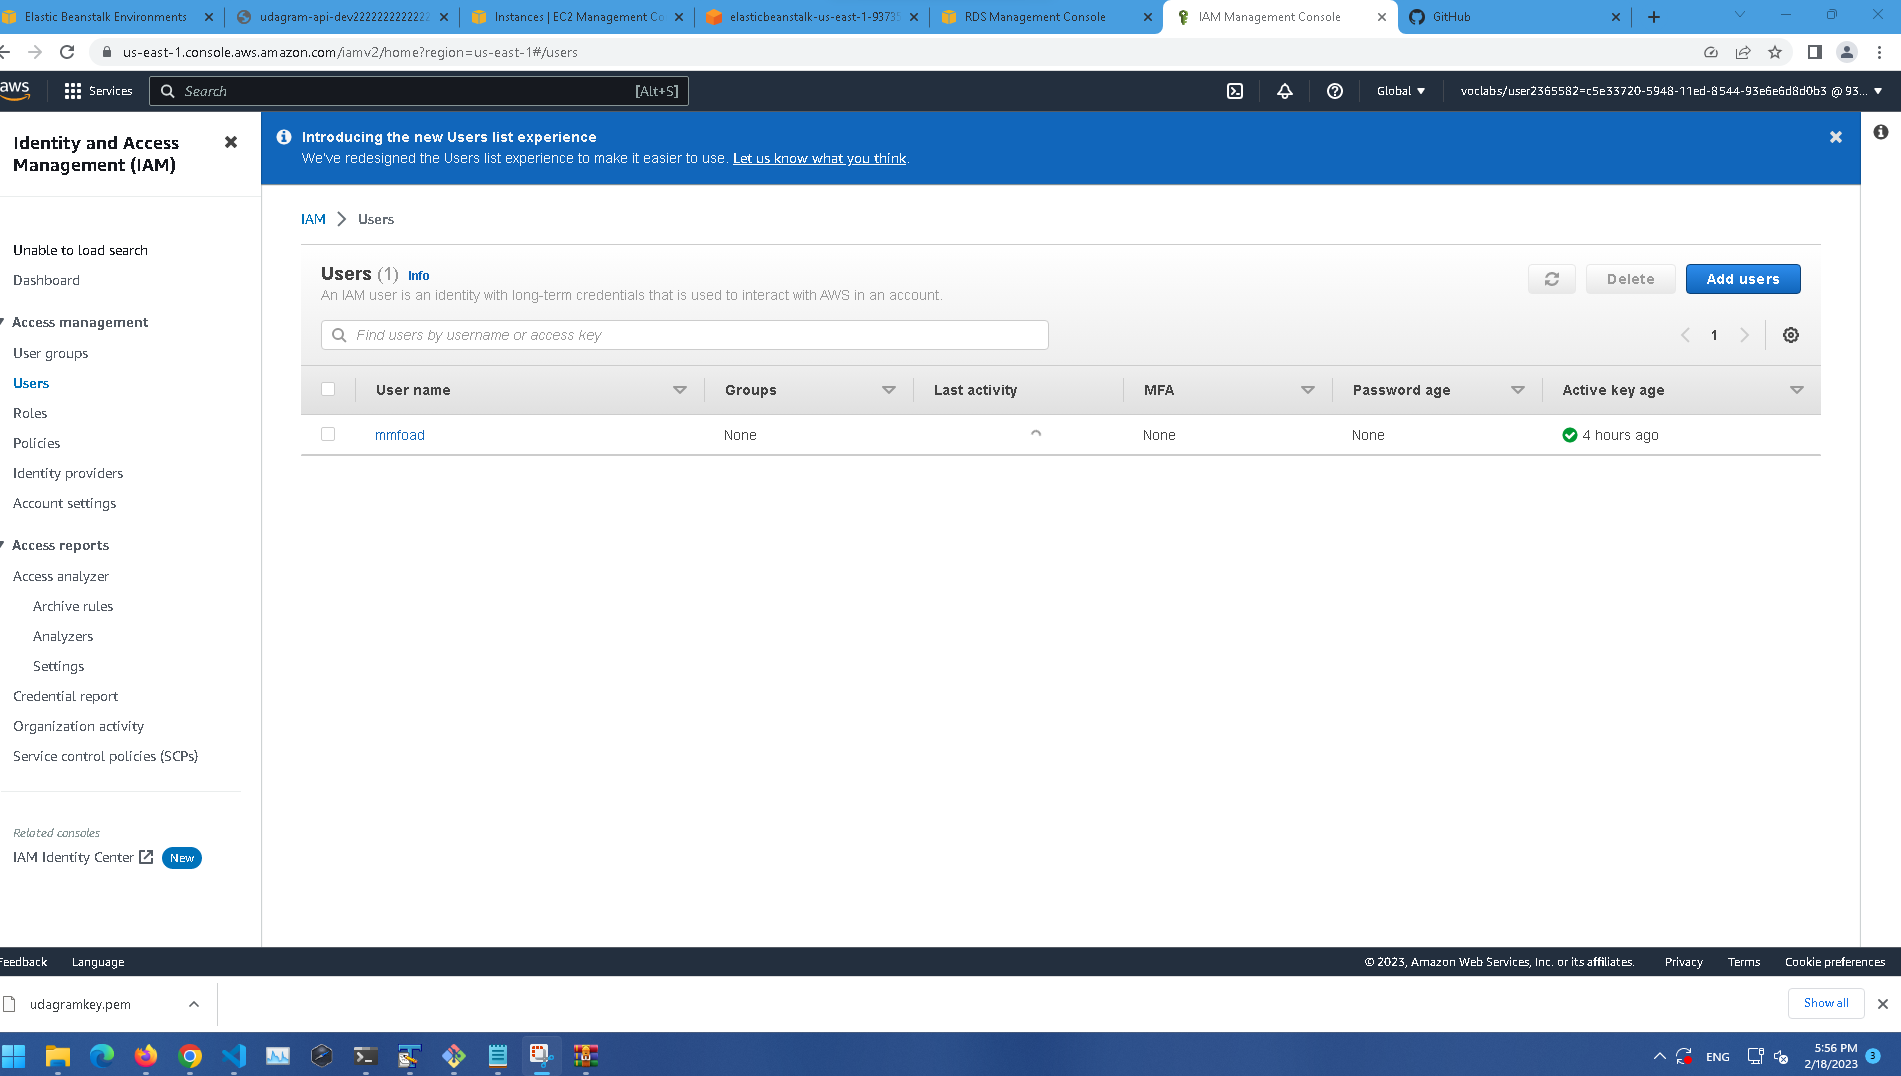 Elastic Beanstalk Environments
udagram-api-dev2222222222222
Instances | EC2 Management Co
elasticbeanstalk-us-east-1-93735
RDS Management Console
IAM Management Console
GitHub
us-east-1.console.aws.amazon.com/iamv2/home?region=us-east-1#/users
aws
Services
Search
[Alt+S]
Global
voclabs/user2365582=c5e33720-5948-11ed-8544-93e6e6d8d0b3 @ 93...
Identity and Access
Management (IAM)
Unable to load search
Dashboard
Access management
User groups
Users
Roles
Policies
Identity providers
Account settings
Access reports
Access analyzer
Archive rules
Analyzers
Settings
Credential report
Organization activity
Service control policies (SCPs)
Related consoles
IAM Identity Center
New
Introducing the new Users list experience
We've redesigned the Users list experience to make it easier to use. Let us know what you think.
IAM
Users
Users (1) Info
An IAM user is an identity with long-term credentials that is used to interact with AWS in an account.
Delete
Add users
Find users by username or access key
1
User name
Groups
Last activity
MFA
Password age
Active key age
mmfoad
None
None
None
4 hours ago
Feedback
Language
© 2023, Amazon Web Services, Inc. or its affiliates.
Privacy
Terms
Cookie preferences
udagramkey.pem
Show all
ENG
5:56 PM
2/18/2023
3